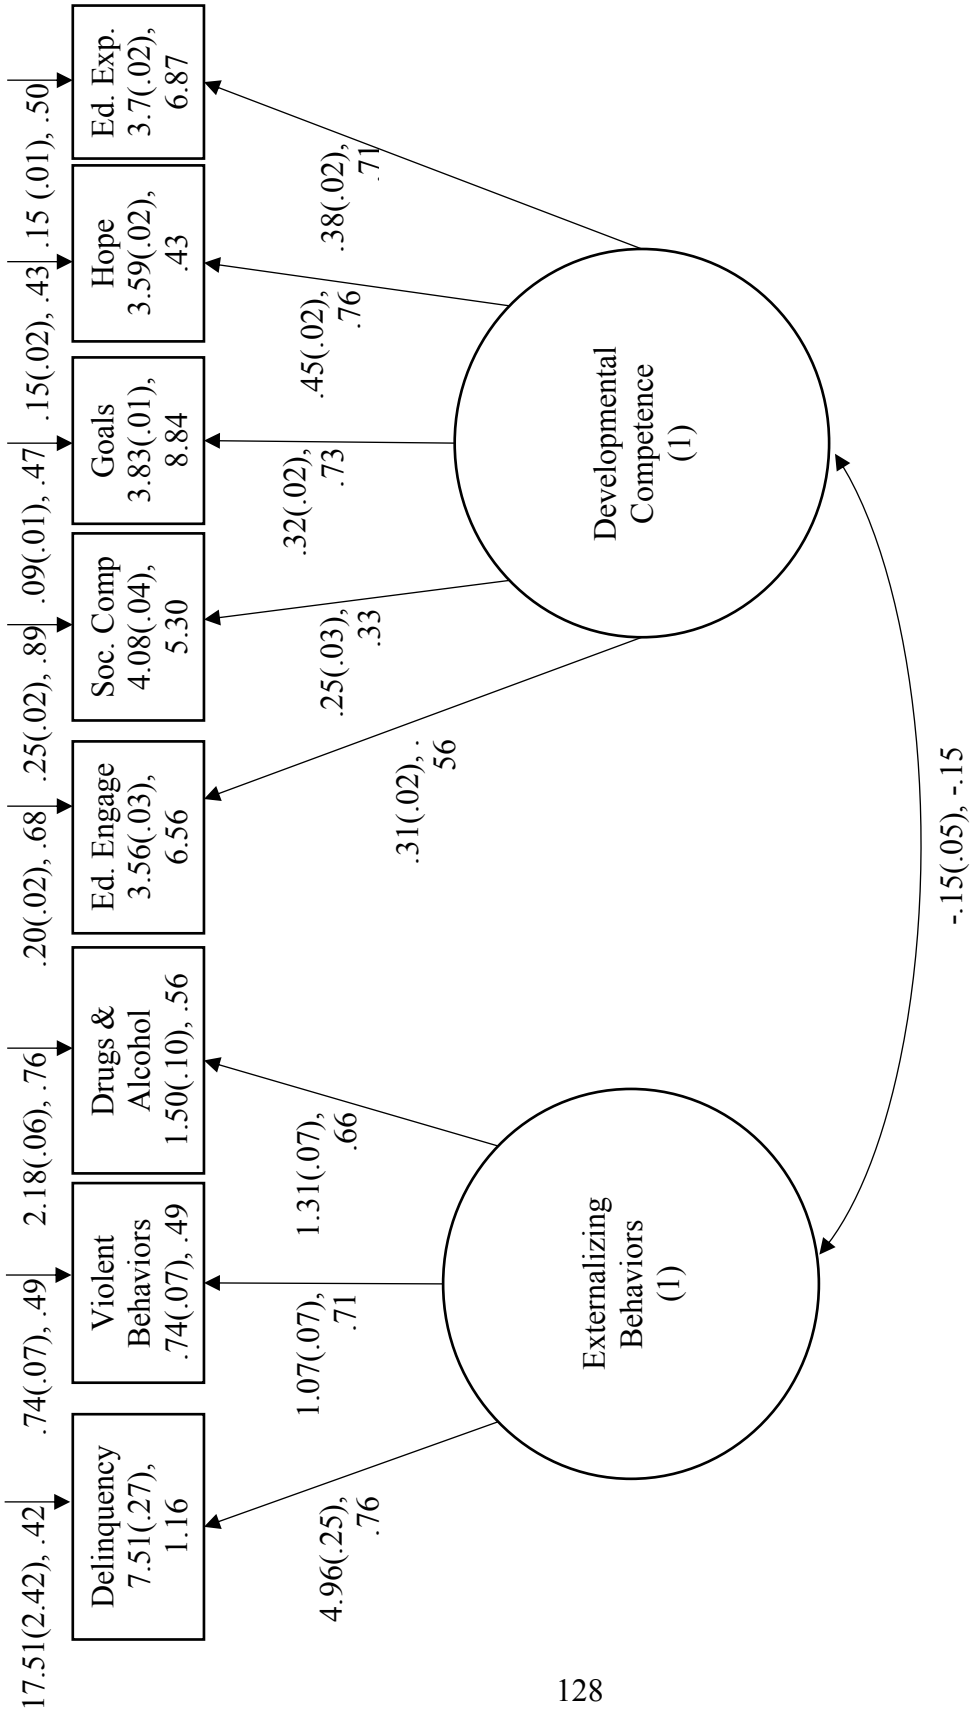 17.51(2.42), .42
.74(.07), .49
2.18(.06), .76
.20(.02), .68
.25(.02), .89
.09(.01), .47
.15(.02), .43
.15 (.01), .50
Delinquency
7.51(.27),
1.16
Violent
Behaviors
.74(.07), .49
Drugs &
Alcohol
1.50(.10), .56
Ed. Engage
3.56(.03),
6.56
Soc. Comp
4.08(.04),
5.30
Goals
3.83(.01),
8.84
Hope
3.59(.02),
.43
Ed. Exp.
3.7(.02),
6.87
4.96(.25),
.76
1.07(.07),
.71
1.31(.07),
.66
.31(.02), .
56
.25(.03),
.33
.32(.02),
.73
.45(.02),
.76
.38(.02),
.71
Externalizing
Behaviors
(1)
Developmental
Competence
(1)
-.15(.05), -.15
128